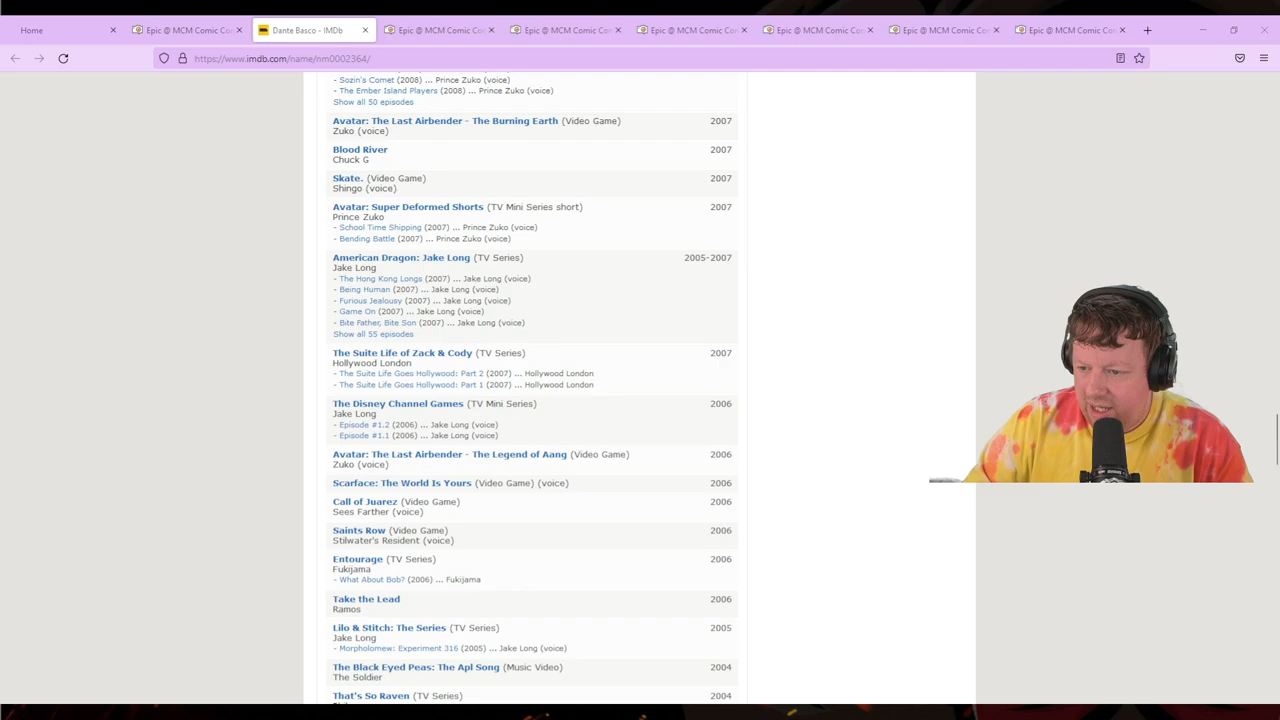 Home
Epic @ MCM Comic Co
Dante Basco - IMDb
Epic @ MCM Comic Co
Epic @ MCM Comic Con
Epic @ MCM Comic Con
Epic @ MCM Comic Con
Epic @ MCM Comic Con
Epic @ MCM Comic Con
https://www.imdb.com/name/nm0002364/
- Sozin's Comet (2008) ... Prince Zuko (voice)
- The Ember Island Players (2008) ... Prince Zuko (voice)
Show all 50 episodes
Avatar: The Last Airbender - The Burning Earth (Video Game) 2007
Zuko (voice)
Blood River 2007
Chuck G
Skate. (Video Game) 2007
Shingo (voice)
Avatar: Super Deformed Shorts (TV Mini Series short) 2007
Prince Zuko
- School Time Shipping (2007) ... Prince Zuko (voice)
- Bending Battle (2007) ... Prince Zuko (voice)
American Dragon: Jake Long (TV Series) 2005-2007
Jake Long
- The Hong Kong Longs (2007) ... Jake Long (voice)
- Being Human (2007) ... Jake Long (voice)
- Furious Jealousy (2007) ... Jake Long (voice)
- Game On (2007) ... Jake Long (voice)
- Bite Father, Bite Son (2007) ... Jake Long (voice)
Show all 55 episodes
The Suite Life of Zack & Cody (TV Series) 2007
Hollywood London
- The Suite Life Goes Hollywood: Part 2 (2007) ... Hollywood London
- The Suite Life Goes Hollywood: Part 1 (2007) ... Hollywood London
The Disney Channel Games (TV Mini Series) 2006
Jake Long
- Episode #1.2 (2006) ... Jake Long (voice)
- Episode #1.1 (2006) ... Jake Long (voice)
Avatar: The Last Airbender - The Legend of Aang (Video Game) 2006
Zuko (voice)
Scarface: The World Is Yours (Video Game) (voice) 2006
Call of Juarez (Video Game) 2006
Sees Farther (voice)
Saints Row (Video Game) 2006
Stilwater's Resident (voice)
Entourage (TV Series) 2006
Fukijama
- What About Bob? (2006) ... Fukijama
Take the Lead 2006
Ramos
Lilo & Stitch: The Series (TV Series) 2005
Jake Long
- Morpholomew: Experiment 316 (2005) ... Jake Long (voice)
The Black Eyed Peas: The Apl Song (Music Video) 2004
The Soldier
That's So Raven (TV Series) 2004